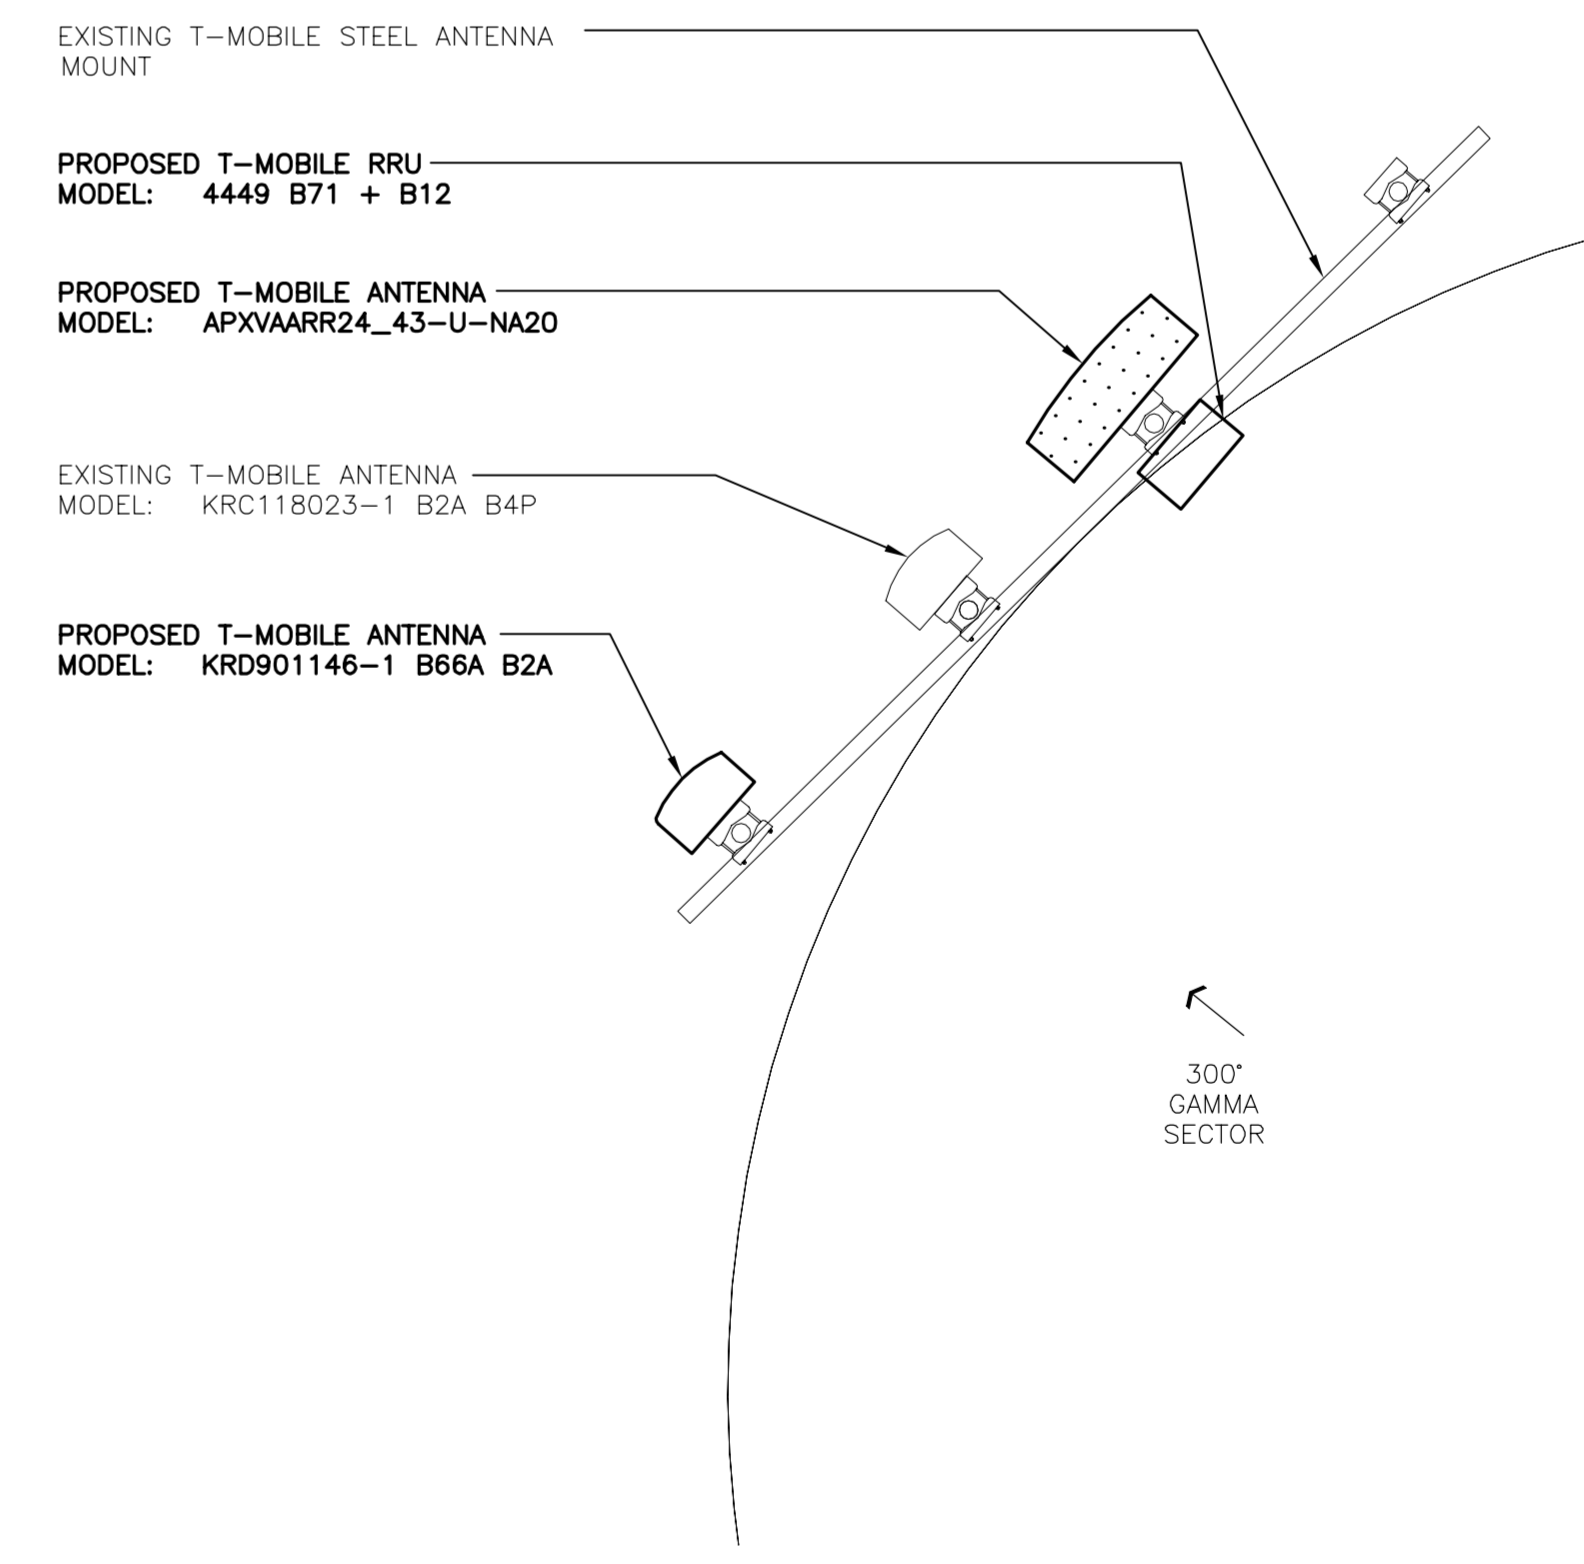 EXISTING T-MOBILE STEEL ANTENNA
MOUNT
PROPOSED T-MOBILE RRU
MODEL: 4449 B71 + B12
PROPOSED T-MOBILE ANTENNA
MODEL: APXVAARR24_43-U-NA20
EXISTING T-MOBILE ANTENNA
MODEL: KRC118023-1 B2A B4P
PROPOSED T-MOBILE ANTENNA
MODEL: KRD901146-1 B66A B2A
300°
GAMMA
SECTOR